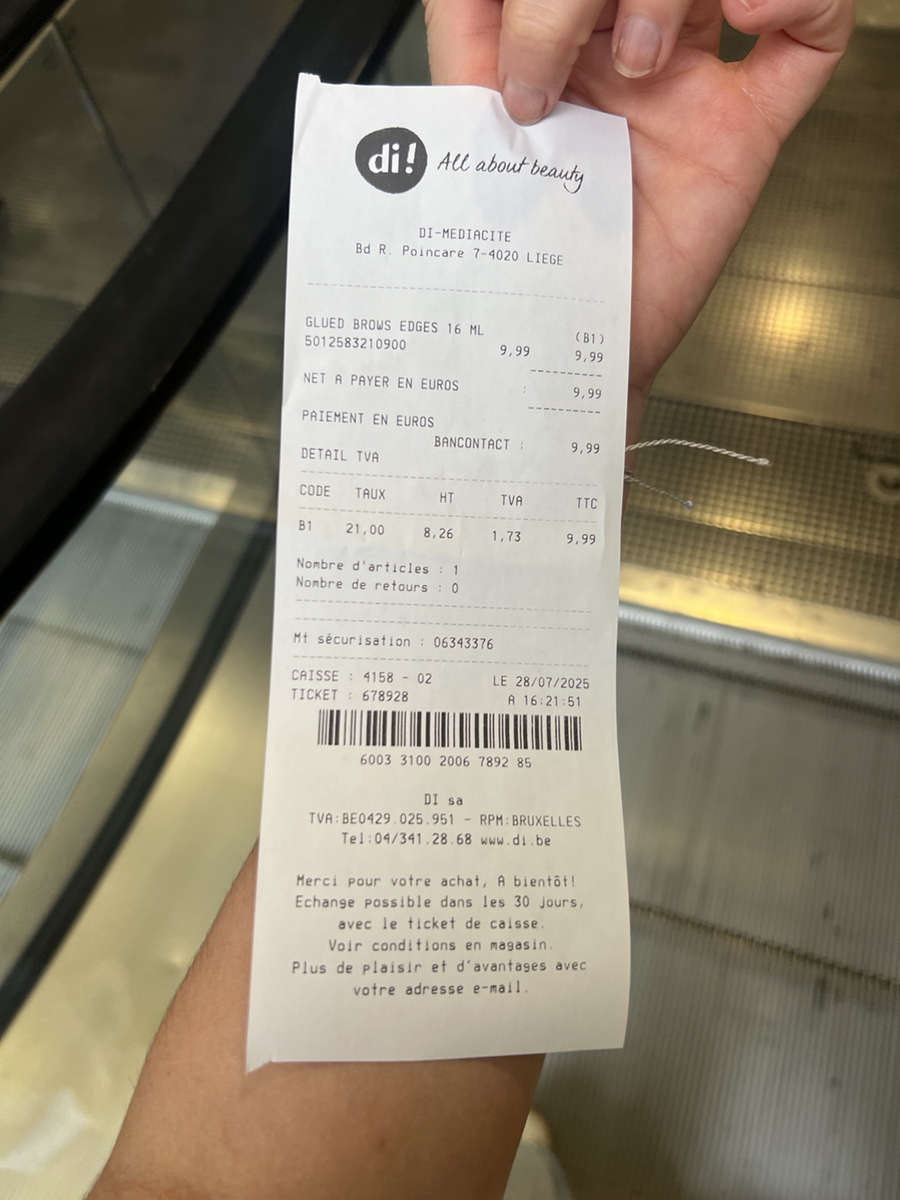 di! All about beauty
DI-MEDIACITE
Bd R. Poincare 7-4020 LIEGE
GLUED BROWS EDGES 16 ML (B1)
5012583210900 9,99 9,99
NET A PAYER EN EUROS : 9,99
PAIEMENT EN EUROS
BANCONTACT : 9,99
DETAIL TVA
CODE TAUX HT TVA TTC
B1 21,00 8,26 1,73 9,99
Nombre d'articles : 1
Nombre de retours : 0
Mt sécurisation : 06343376
CAISSE : 4158 - 02 LE 28/07/2025
TICKET : 678928 A 16:21:51
6003 3100 2006 7892 85
DI sa
TVA:BE0429.025.951 - RPM:BRUXELLES
Tel:04/341.28.68 www.di.be
Merci pour votre achat, A bientôt!
Echange possible dans les 30 jours,
avec le ticket de caisse.
Voir conditions en magasin.
Plus de plaisir et d'avantages avec
votre adresse e-mail.